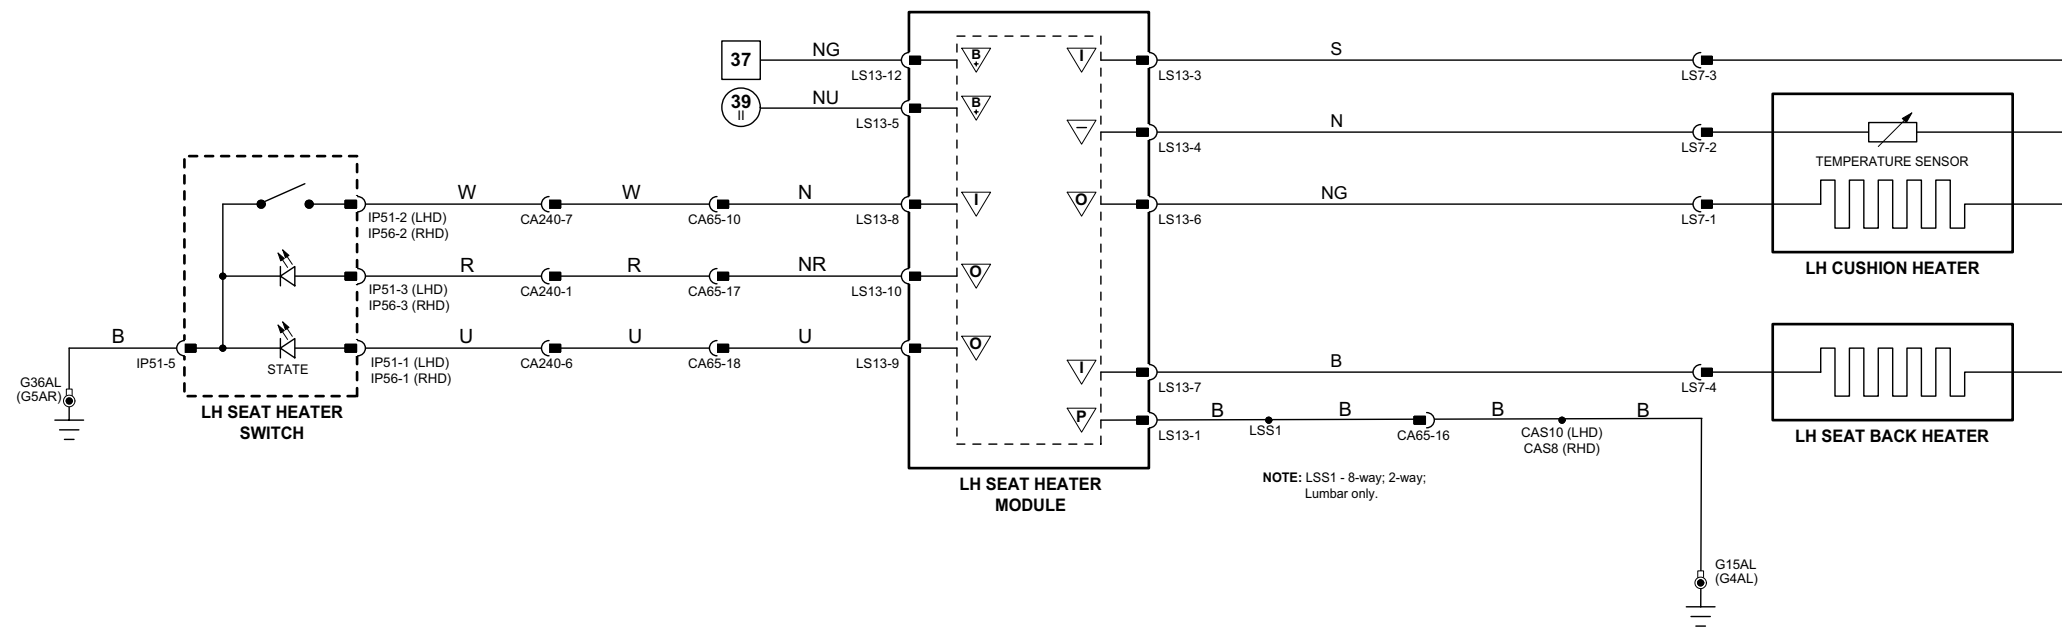 37
NG
LS13-12
B
+
39
II
NU
LS13-5
B
+
I
LS13-3
S
LS7-3
–
LS13-4
N
LS7-2
TEMPERATURE SENSOR
O
LS13-6
NG
LS7-1
LH CUSHION HEATER
IP51-2 (LHD)
IP56-2 (RHD)
W
CA240-7
W
CA65-10
N
LS13-8
I
IP51-3 (LHD)
IP56-3 (RHD)
R
CA240-1
R
CA65-17
NR
LS13-10
O
B
IP51-5
STATE
IP51-1 (LHD)
IP56-1 (RHD)
U
CA240-6
U
CA65-18
U
LS13-9
O
G36AL
(G5AR)
LH SEAT HEATER
SWITCH
I
LS13-7
B
LS7-4
LH SEAT BACK HEATER
P
LS13-1
B
LSS1
B
CA65-16
B
CAS10 (LHD)
CAS8 (RHD)
B
NOTE: LSS1 - 8-way; 2-way;
Lumbar only.
LH SEAT HEATER
MODULE
G15AL
(G4AL)